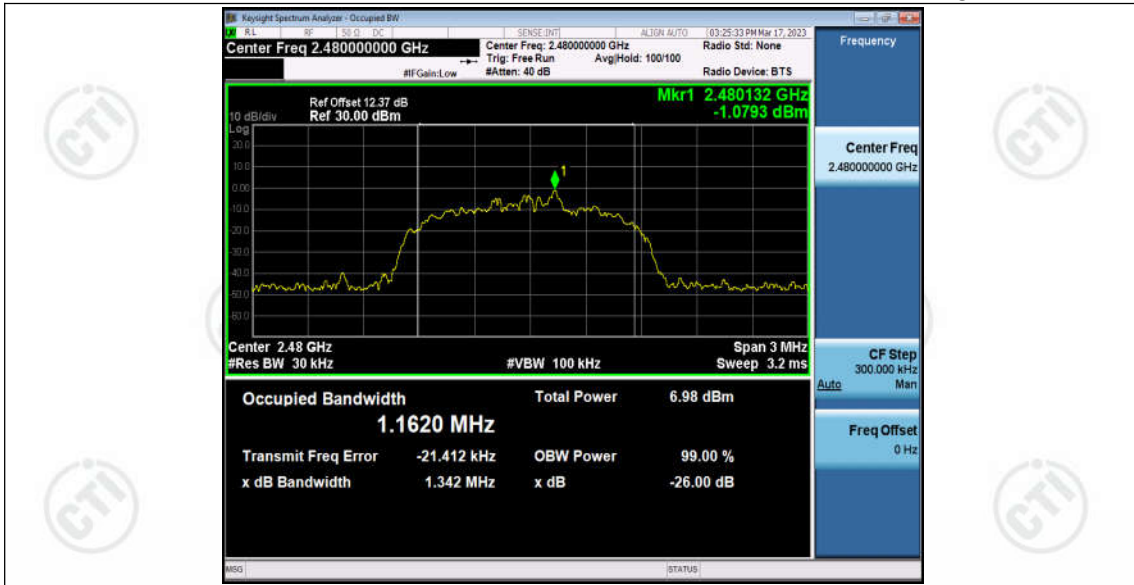 Keysight Spectrum Analyzer - Occupied BW
RL RF 50 Ω DC SENSE:INT ALIGN AUTO 03:25:33 PM Mar 17, 2023
Center Freq 2.480000000 GHz
Center Freq: 2.480000000 GHz
Radio Std: None
Trig: Free Run Avg|Hold: 100/100
#IFGain:Low
#Atten: 40 dB
Radio Device: BTS
Frequency
Mkr1 2.480132 GHz
-1.0793 dBm
Ref Offset 12.37 dB
10 dB/div Ref 30.00 dBm
Log
20.0
10.0
0.00
-10.0
-20.0
-30.0
-40.0
-50.0
-60.0
1
Center 2.48 GHz
Span 3 MHz
#Res BW 30 kHz
#VBW 100 kHz
Sweep 3.2 ms
Occupied Bandwidth
1.1620 MHz
Total Power 6.98 dBm
Transmit Freq Error -21.412 kHz
OBW Power 99.00 %
x dB Bandwidth 1.342 MHz
x dB -26.00 dB
Center Freq
2.480000000 GHz
CF Step
300.000 kHz
Auto Man
Freq Offset
0 Hz
MSG
STATUS
CTI
CTI
CTI
CTI